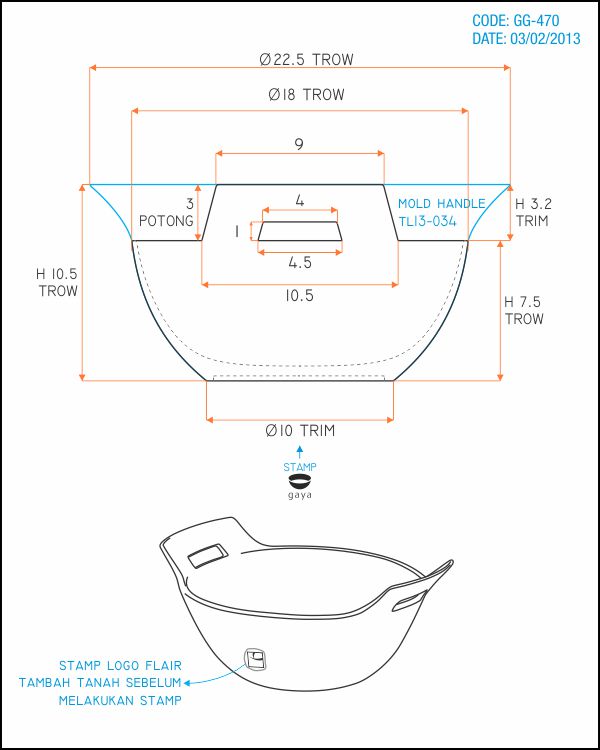 CODE: GG-470
DATE: 03/02/2013
Ø22.5 TROW
Ø18 TROW
9
3
POTONG
4
MOLD HANDLE
TL13-034
H 3.2
TRIM
1
4.5
10.5
H 10.5
TROW
H 7.5
TROW
Ø10 TRIM
STAMP
gaya
STAMP LOGO FLAIR
TAMBAH TANAH SEBELUM
MELAKUKAN STAMP